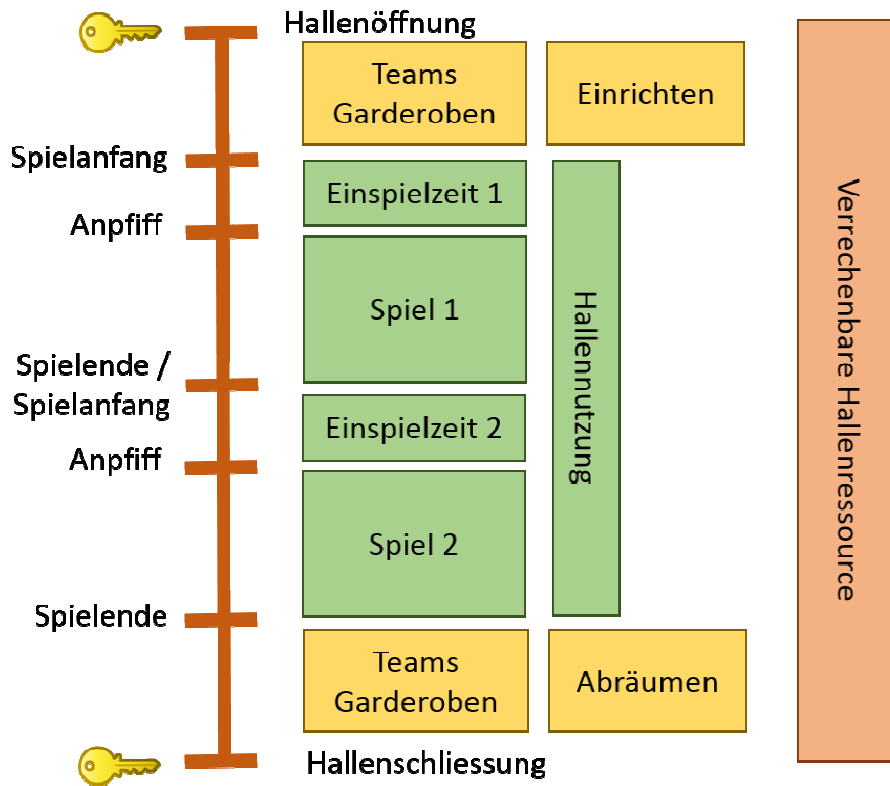 Hallenöffnung
Teams
Garderoben
Einrichten
Spielanfang
Einspielzeit 1
Anpfiff
Spiel 1
Spielende /
Spielanfang
Einspielzeit 2
Anpfiff
Spiel 2
Spielende
Teams
Garderoben
Abräumen
Hallenschliessung
Hallennutzung
Verrechenbare Hallenressource